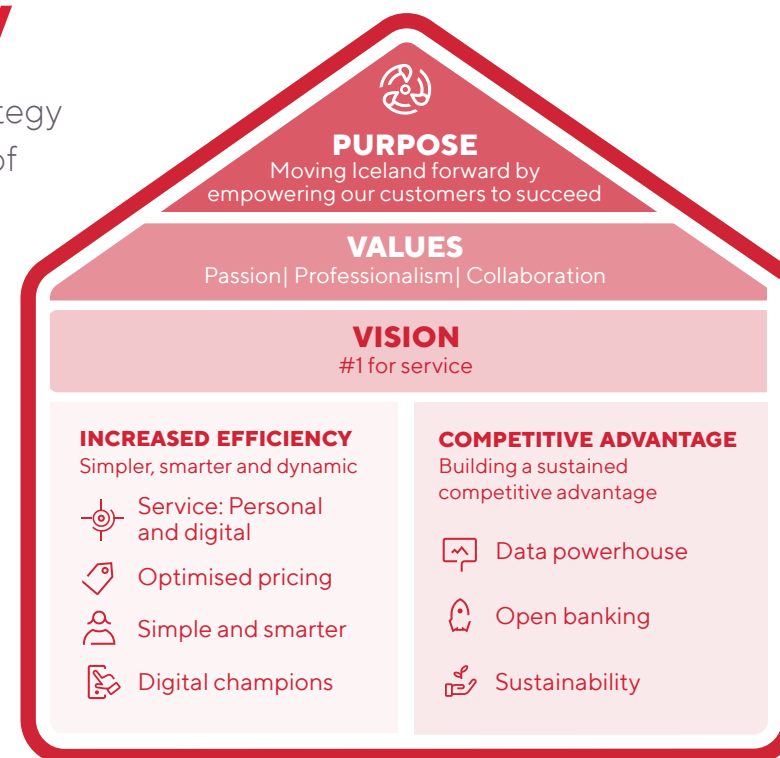 PURPOSE
Moving Iceland forward by
empowering our customers to succeed
VALUES
Passion| Professionalism| Collaboration
VISION
#1 for service
INCREASED EFFICIENCY
Simpler, smarter and dynamic
Service: Personal
and digital
Optimised pricing
Simple and smarter
Digital champions
COMPETITIVE ADVANTAGE
Building a sustained
competitive advantage
Data powerhouse
Open banking
Sustainability